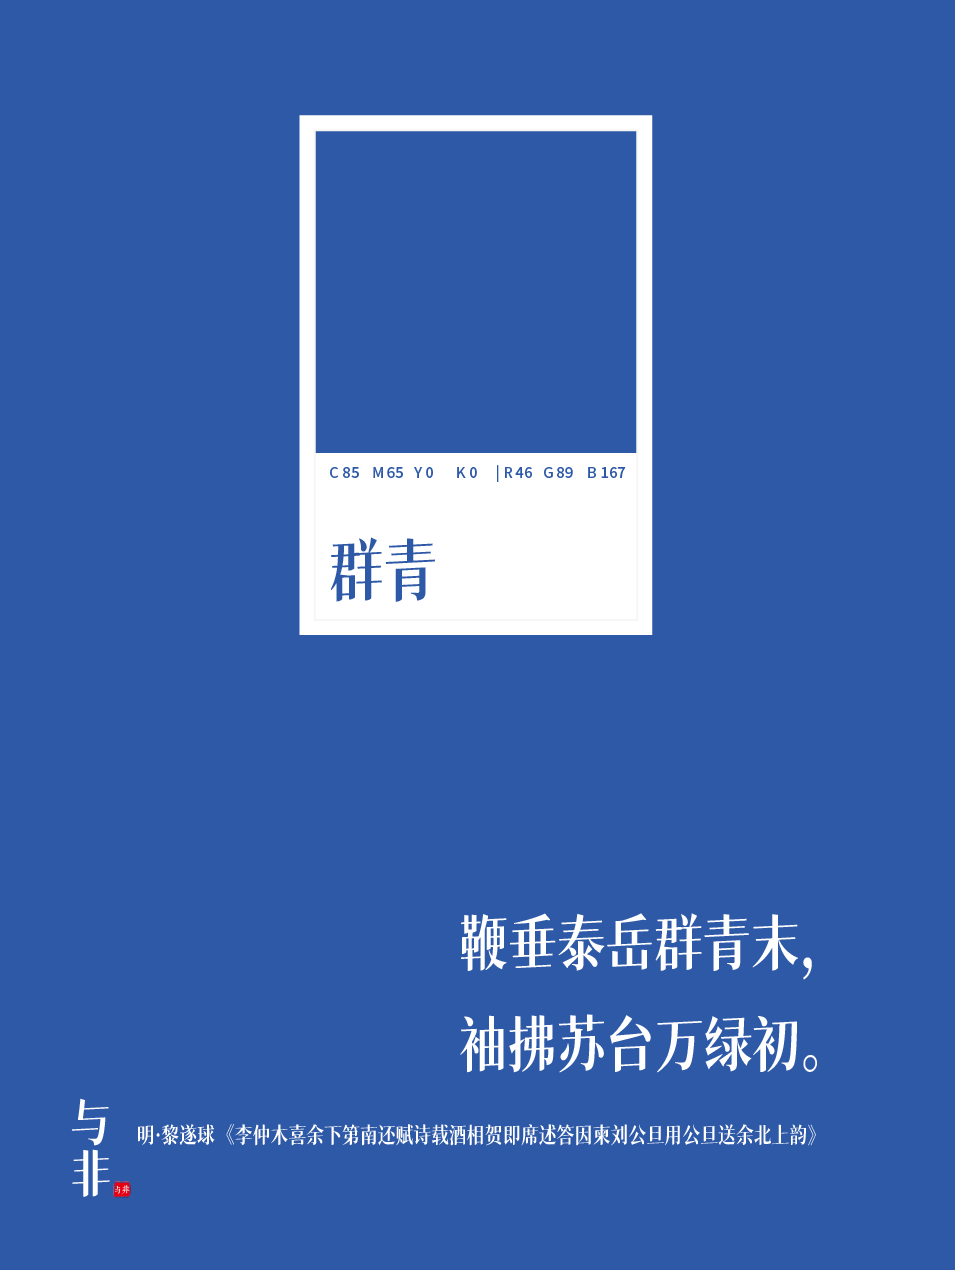 C85 M65 Y0 K0 |R46 G89 B167
群青
鞭垂泰岳群青末，
袖拂苏台万绿初。
与非
明·黎遂球《李仲木喜余下第南还赋诗载酒相贺即席述答因柬刘公旦用公旦送余北上韵》
与非